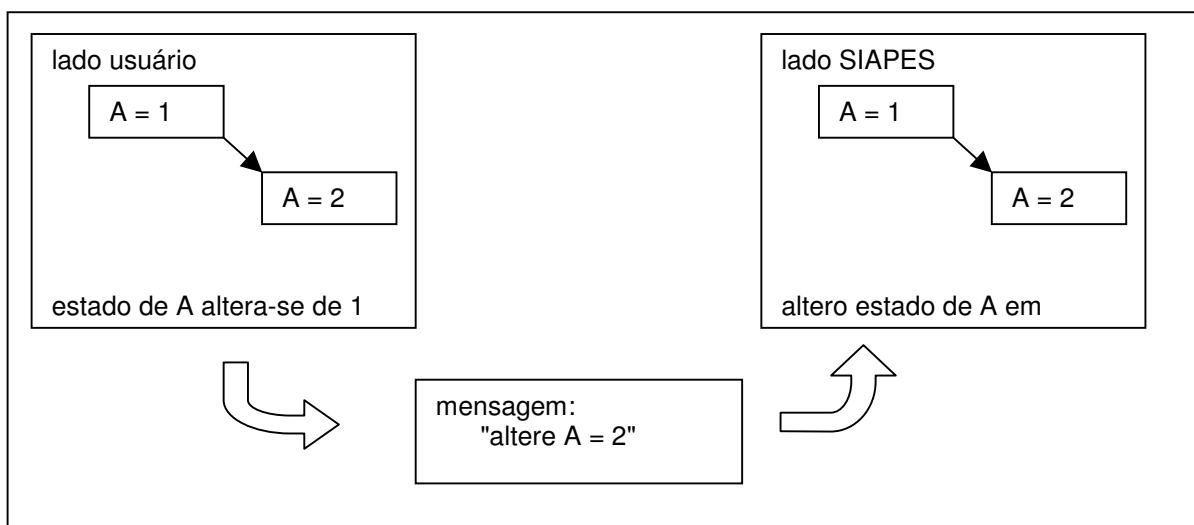 lado usuário
A = 1
A = 2
estado de A altera-se de 1
lado SIAPES
A = 1
A = 2
altero estado de A em
mensagem:
"altere A = 2"